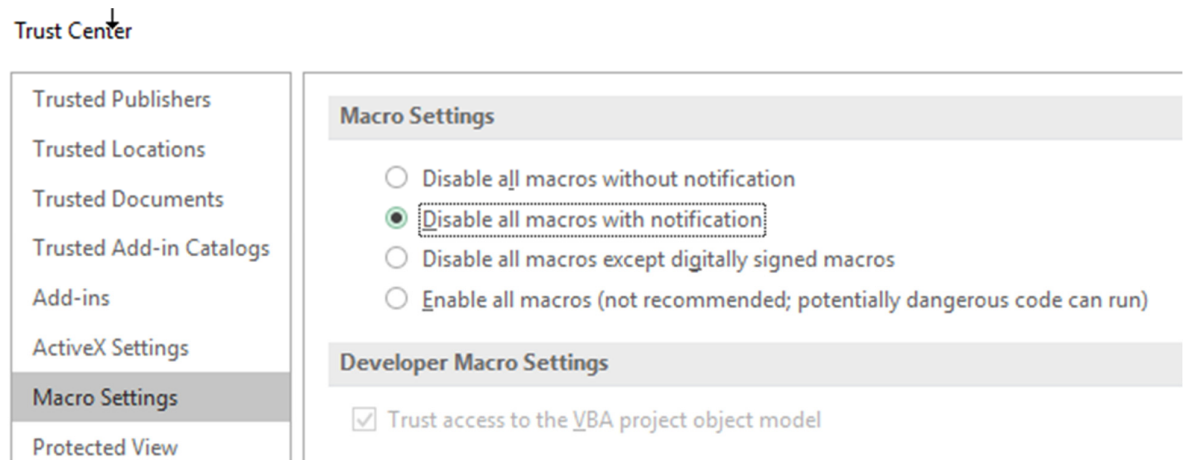 Trust Center
Trusted Publishers
Trusted Locations
Trusted Documents
Trusted Add-in Catalogs
Add-ins
ActiveX Settings
Macro Settings
Protected View
Macro Settings
Disable all macros without notification
Disable all macros with notification
Disable all macros except digitally signed macros
Enable all macros (not recommended; potentially dangerous code can run)
Developer Macro Settings
Trust access to the VBA project object model